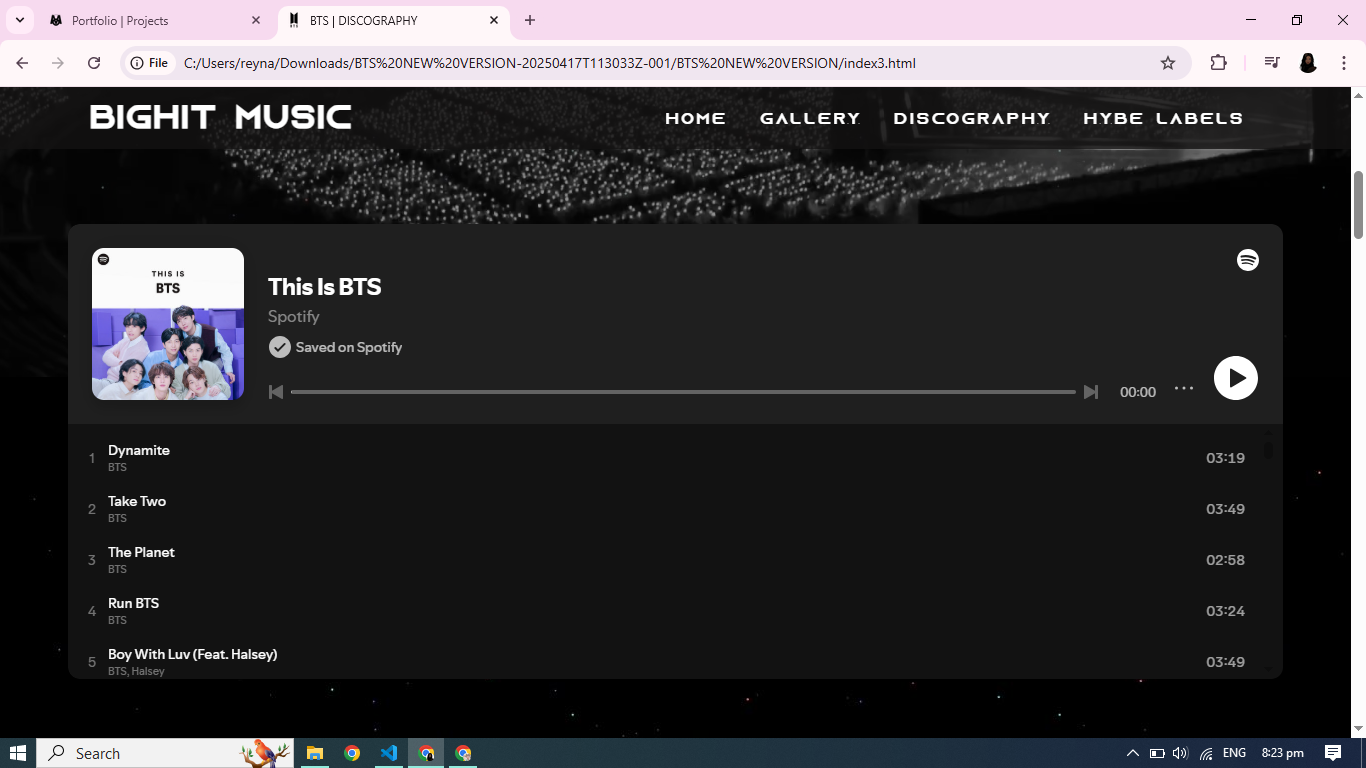 Portfolio | Projects
BTS | DISCOGRAPHY
File
C:/Users/reyna/Downloads/BTS%20NEW%20VERSION-20250417T113033Z-001/BTS%20NEW%20VERSION/index3.html
BIGHIT MUSIC
HOME
GALLERY
DISCOGRAPHY
HYBE LABELS
THIS IS
BTS
This Is BTS
Spotify
Saved on Spotify
00:00
1 Dynamite 03:19
BTS
2 Take Two 03:49
BTS
3 The Planet 02:58
BTS
4 Run BTS 03:24
BTS
5 Boy With Luv (Feat. Halsey) 03:49
BTS, Halsey
Search
ENG
8:23 pm